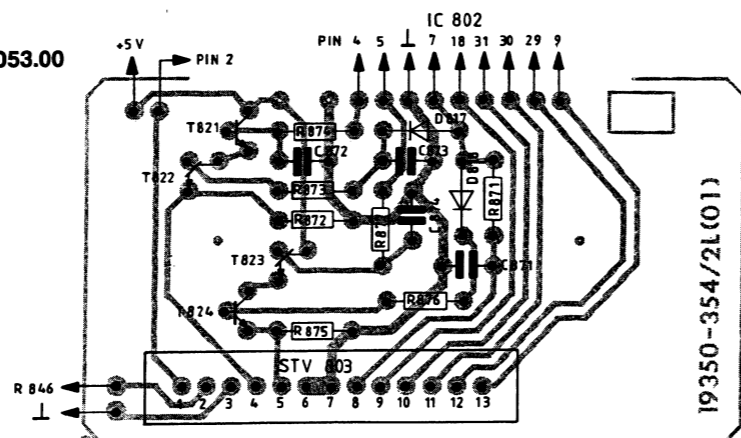 IC 802
053.00
+5 V
PIN 2
PIN 4 5 ⊥ 7 18 31 30 29 9
T821
R874
D817
C872
C873
T822
R873
R871
R872
T823
C871
T824
R876
R875
STV 803
R 846
1 2 3 4 5 6 7 8 9 10 11 12 13
⊥
19350-354/2L(01)